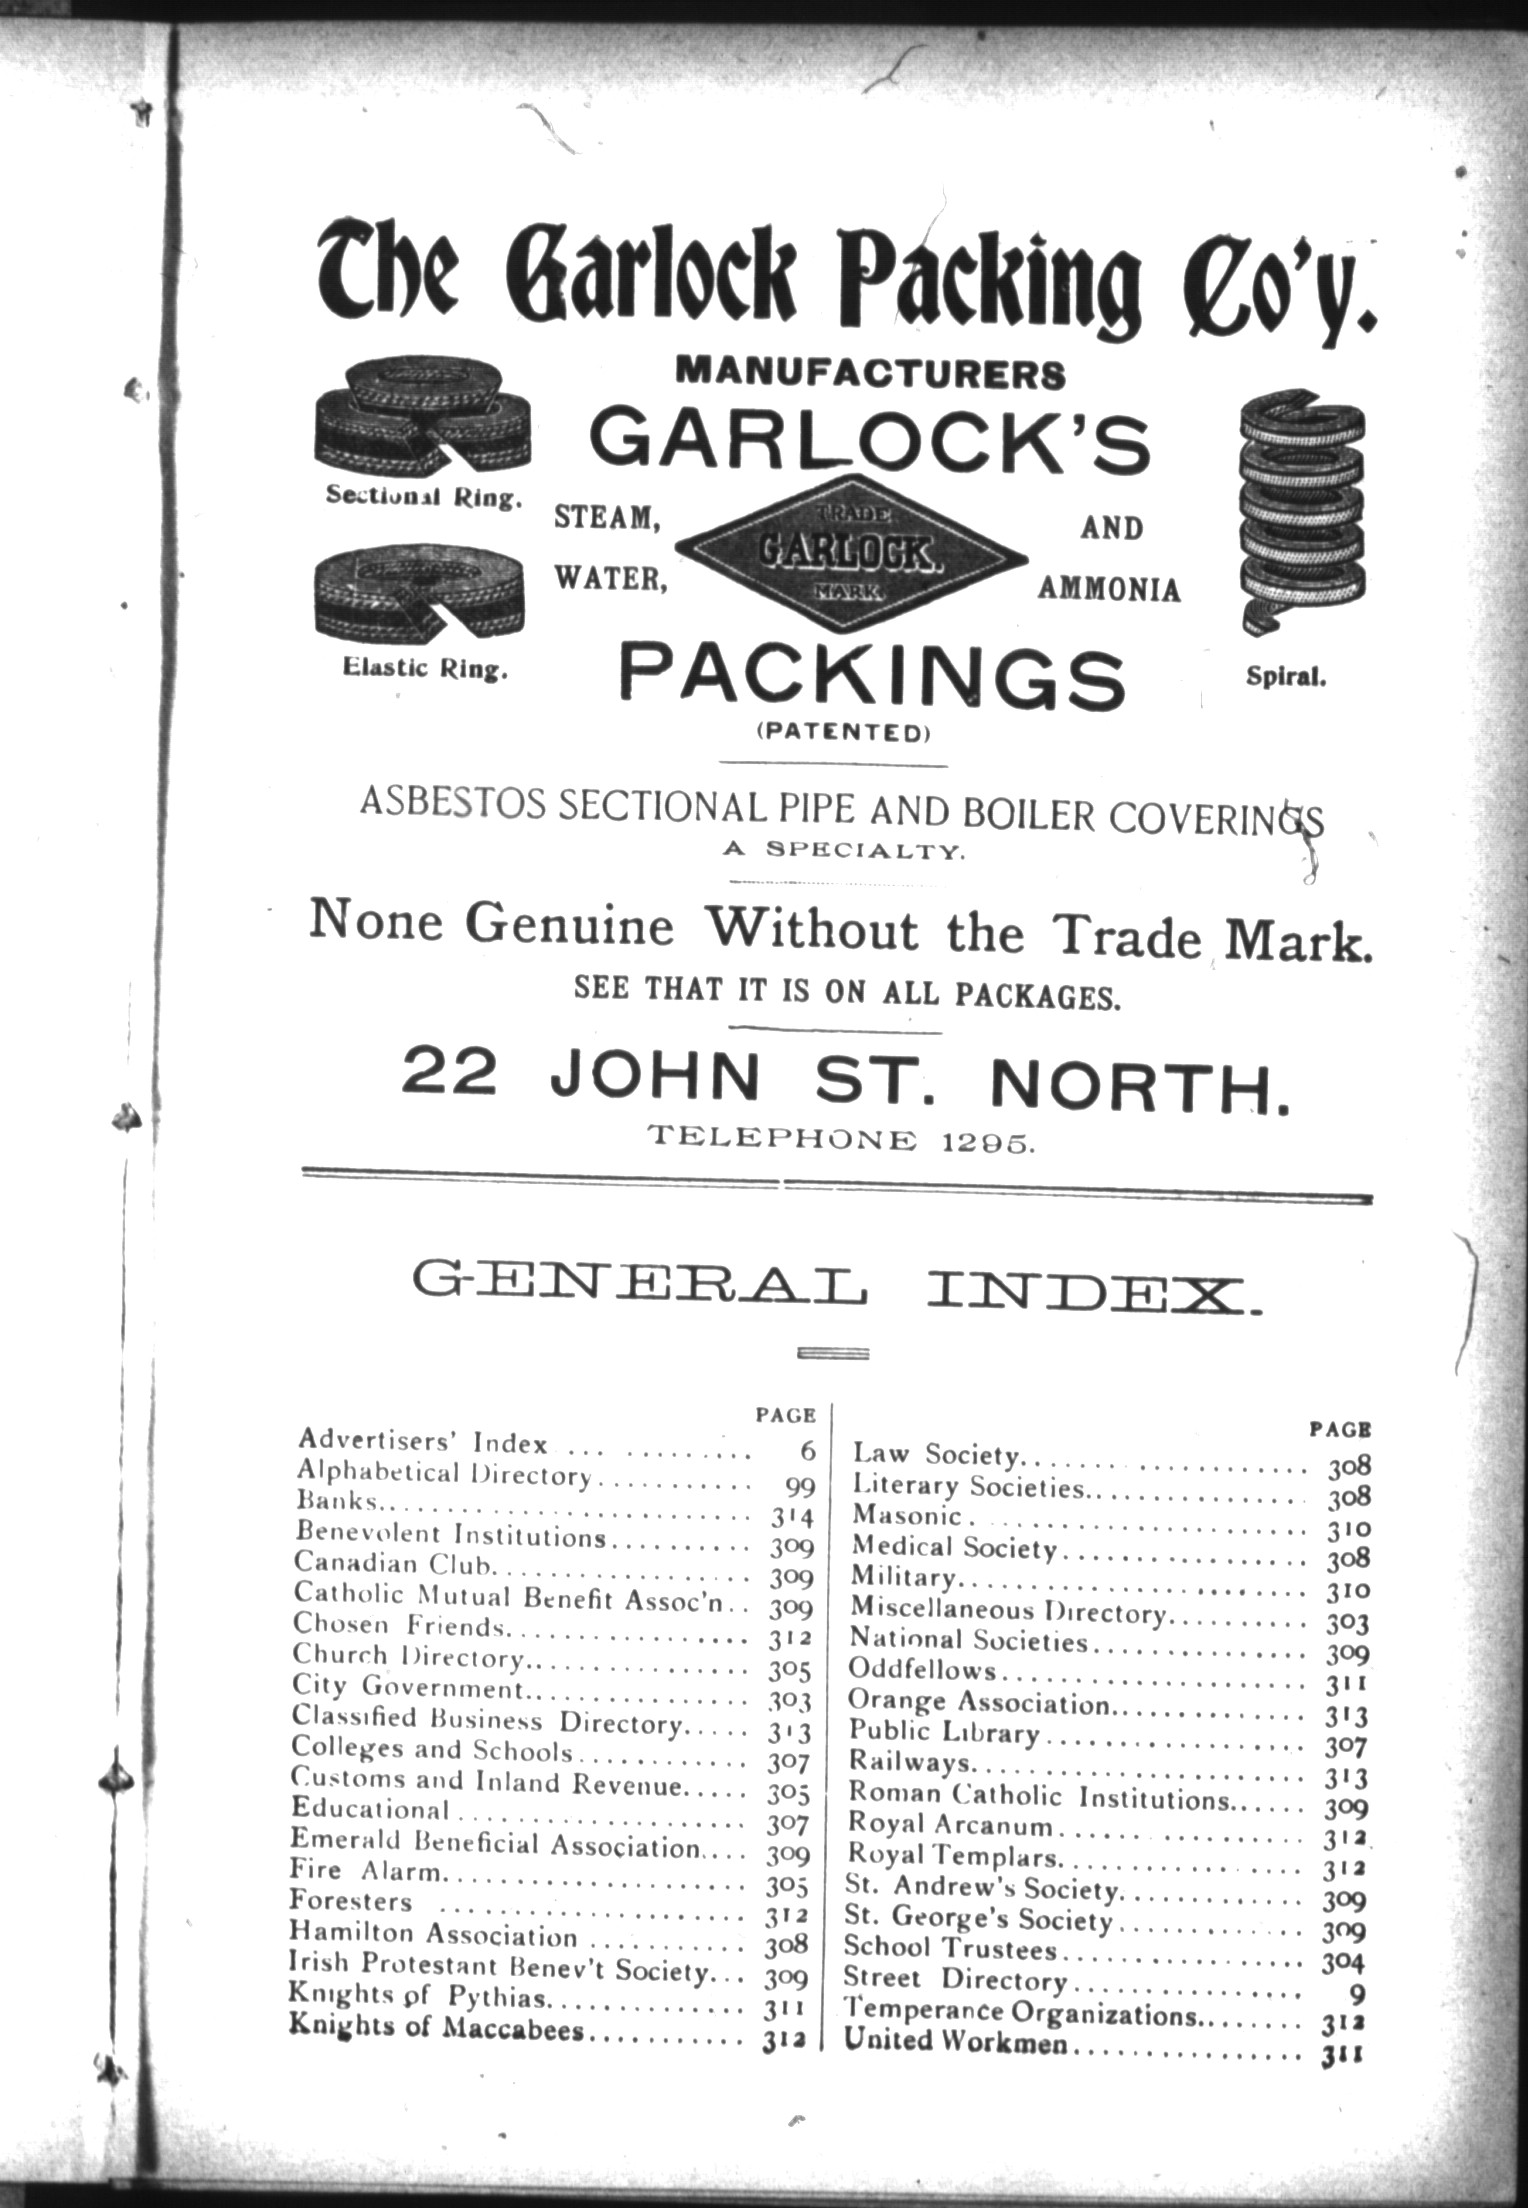 The Garlock Packing Co'y.
MANUFACTURERS
GARLOCK'S
Sectional Ring.
STEAM,
WATER,
TRADE
GARLOCK.
MARK
AND
AMMONIA
Elastic Ring.
PACKINGS
Spiral.
(PATENTED)
ASBESTOS SECTIONAL PIPE AND BOILER COVERINGS
A SPECIALTY.
None Genuine Without the Trade Mark.
SEE THAT IT IS ON ALL PACKAGES.
22 JOHN ST. NORTH.
TELEPHONE 1295.
GENERAL INDEX.
PAGE
Advertisers' Index ... .......... 6
Alphabetical Directory........... 99
Banks.......................... 314
Benevolent Institutions.......... 309
Canadian Club.................. 309
Catholic Mutual Benefit Assoc'n.. 309
Chosen Friends................. 312
Church Directory................ 305
City Government................ 303
Classified Business Directory..... 313
Colleges and Schools............ 307
Customs and Inland Revenue..... 305
Educational .................... 307
Emerald Beneficial Association.... 309
Fire Alarm..................... 305
Foresters ..................... 312
Hamilton Association ........... 308
Irish Protestant Benev't Society... 309
Knights of Pythias.............. 311
Knights of Maccabees........... 312
PAGE
Law Society.................... 308
Literary Societies................ 308
Masonic. ...................... 310
Medical Society................. 308
Military........................ 310
Miscellaneous Directory.......... 303
National Societies............... 309
Oddfellows..................... 311
Orange Association.............. 313
Public Library.................. 307
Railways....................... 313
Roman Catholic Institutions...... 309
Royal Arcanum................. 312
Royal Templars................. 312
St. Andrew's Society............. 309
St. George's Society............. 309
School Trustees................. 304
Street Directory................ 9
Temperance Organizations........ 312
United Workmen................ 311